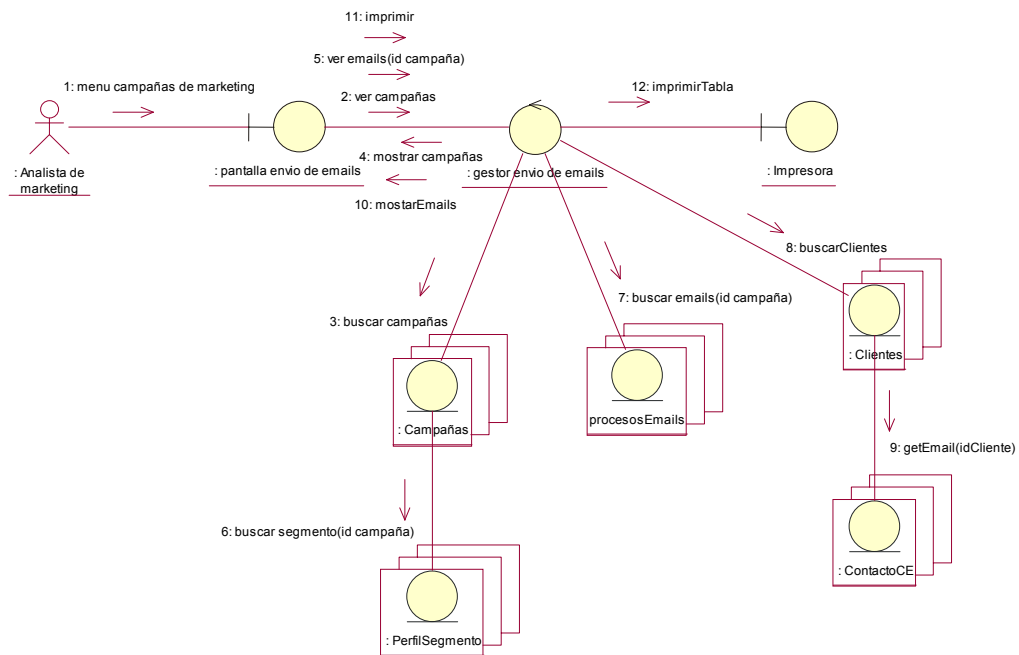 11: imprimir
5: ver emails(id campaña)
1: menu campañas de marketing
2: ver campañas
12: imprimirTabla
4: mostrar campañas
: Analista de
marketing
: pantalla envio de emails
: gestor envio de emails
: Impresora
10: mostarEmails
8: buscarClientes
7: buscar emails(id campaña)
3: buscar campañas
: Clientes
procesosEmails
: Campañas
9: getEmail(idCliente)
6: buscar segmento(id campaña)
: ContactoCE
: PerfilSegmento